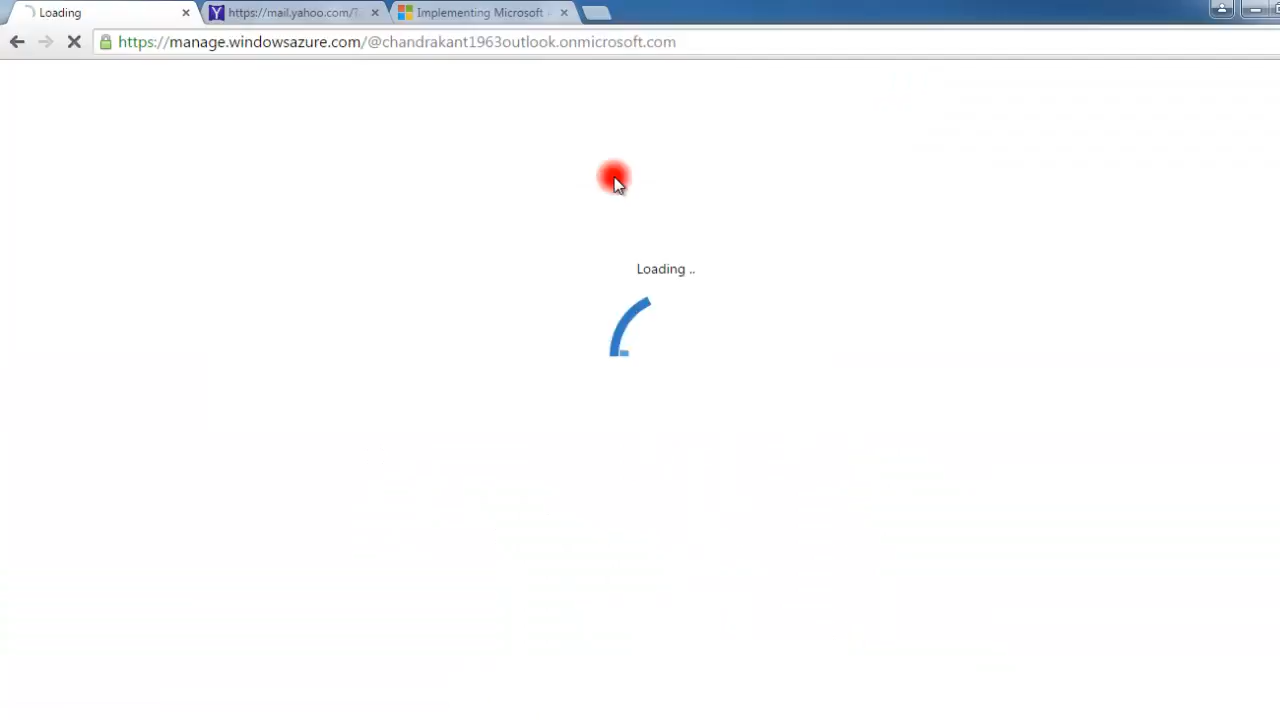 Loading
https://mail.yahoo.com/?
Implementing Microsoft
https://manage.windowsazure.com/@chandrakant1963outlook.onmicrosoft.com
Loading ..